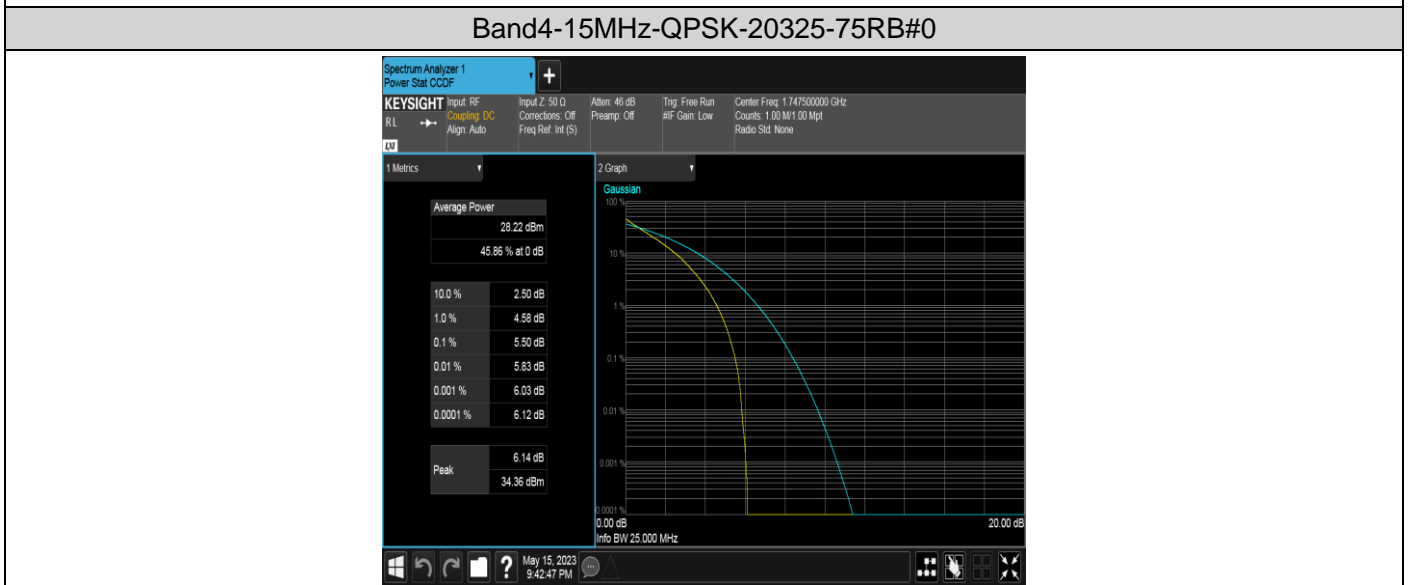 Band4-15MHz-QPSK-20325-75RB#0
Spectrum Analyzer 1
Power Stat CCDF
KEYSIGHT
RL
LXI
Input: RF
Coupling: DC
Align: Auto
Input Z: 50 Ω
Corrections: Off
Freq Ref: Int (S)
Atten: 46 dB
Preamp: Off
Trig: Free Run
#IF Gain: Low
Center Freq: 1.747500000 GHz
Counts: 1.00 M/1.00 Mpt
Radio Std: None
1 Metrics
Average Power
28.22 dBm
45.86 % at 0 dB
10.0 % 2.50 dB
1.0 % 4.58 dB
0.1 % 5.50 dB
0.01 % 5.83 dB
0.001 % 6.03 dB
0.0001 % 6.12 dB
Peak
6.14 dB
34.36 dBm
2 Graph
Gaussian
100 %
10 %
1 %
0.1 %
0.01 %
0.001 %
0.0001 %
0.00 dB 20.00 dB
Info BW 25.000 MHz
? May 15, 2023
9:42:47 PM